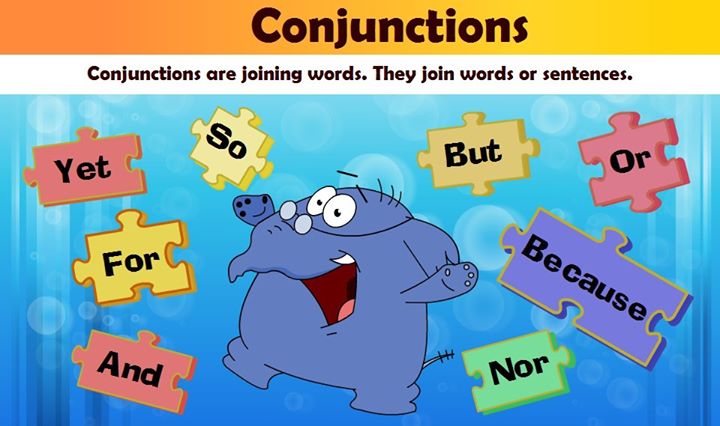 Conjunctions
Conjunctions are joining words. They join words or sentences.
Yet
So
But
Or
For
Because
And
Nor